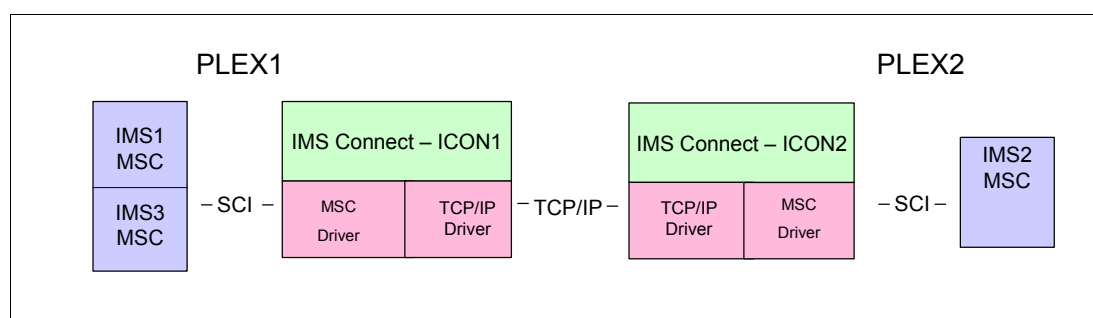 PLEX1
PLEX2
IMS1
MSC
IMS3
MSC
– SCI –
IMS Connect – ICON1
MSC
Driver
TCP/IP
Driver
– TCP/IP –
IMS Connect – ICON2
TCP/IP
Driver
MSC
Driver
– SCI –
IMS2
MSC